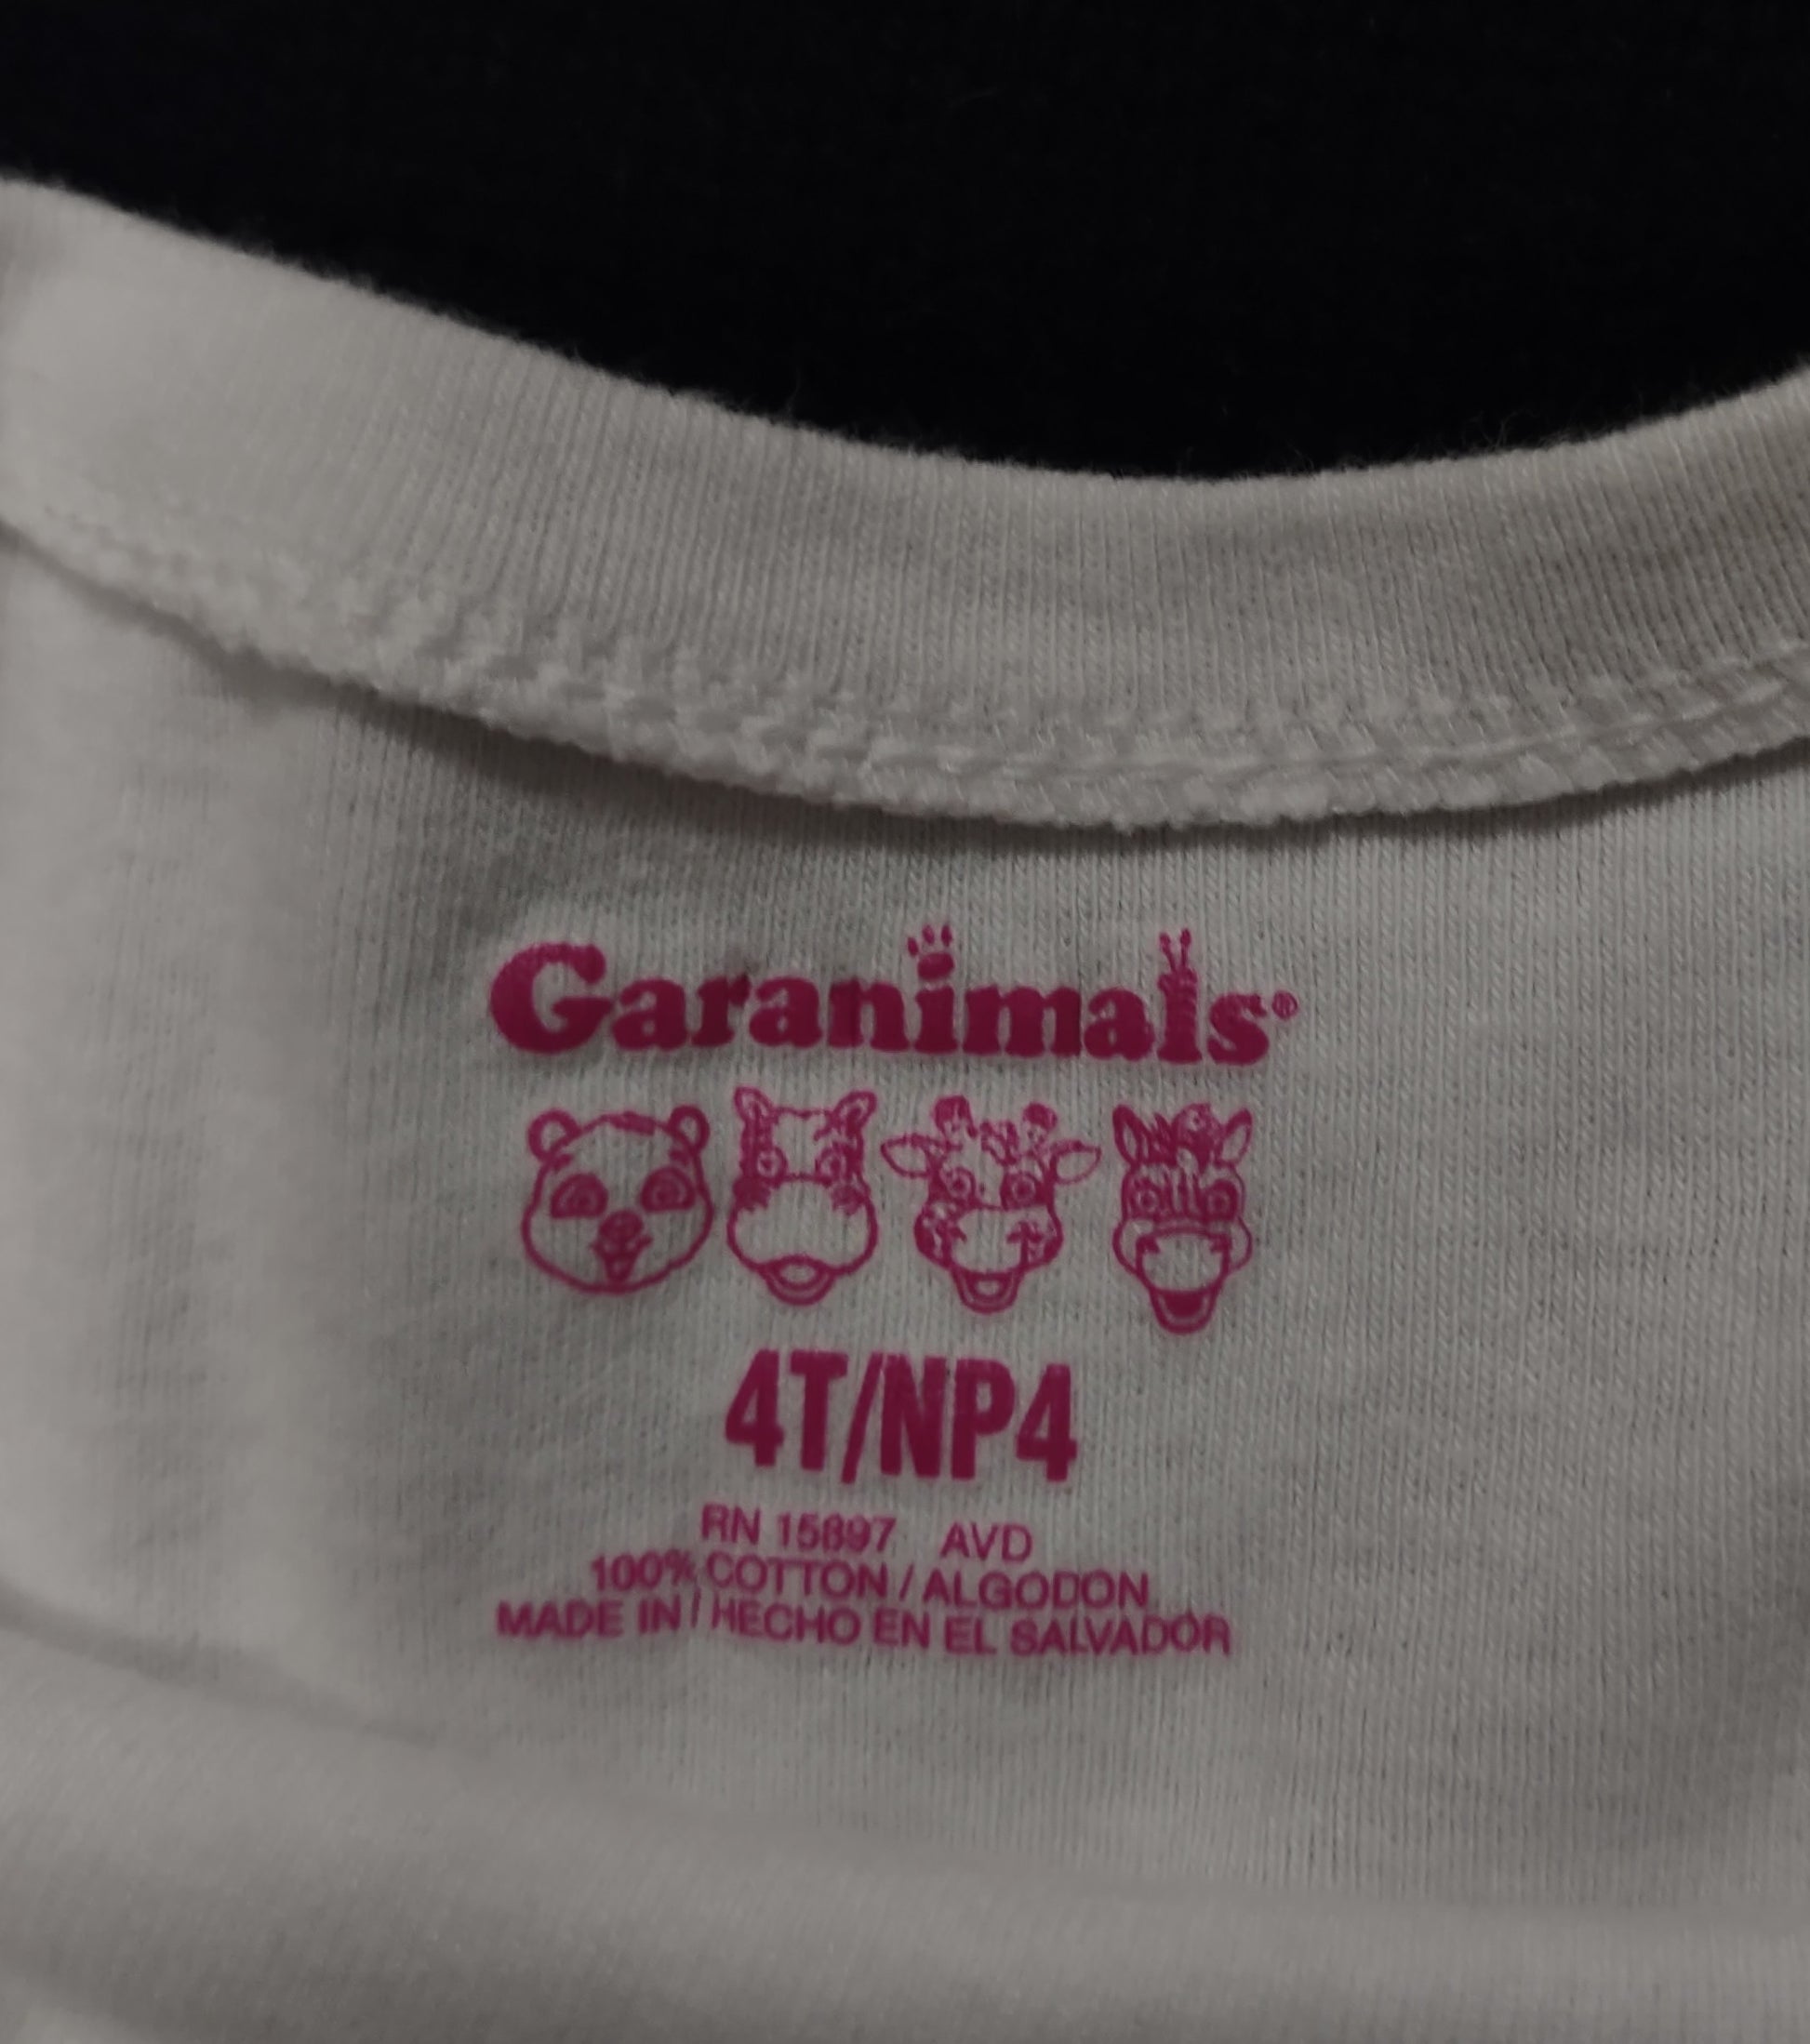 Garanimals®
4T/NP4
RN 15897 AVD
100% COTTON / ALGODON
MADE IN / HECHO EN EL SALVADOR